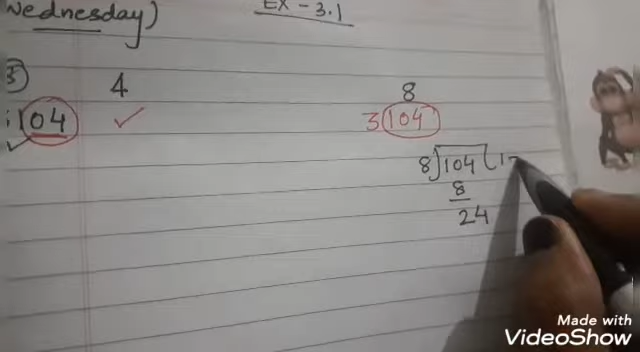 Wednesday)
Ex - 3.1
3
4
8
104 ✓
3 104
8) 104 ( 1
8
24
Made with
VideoShow